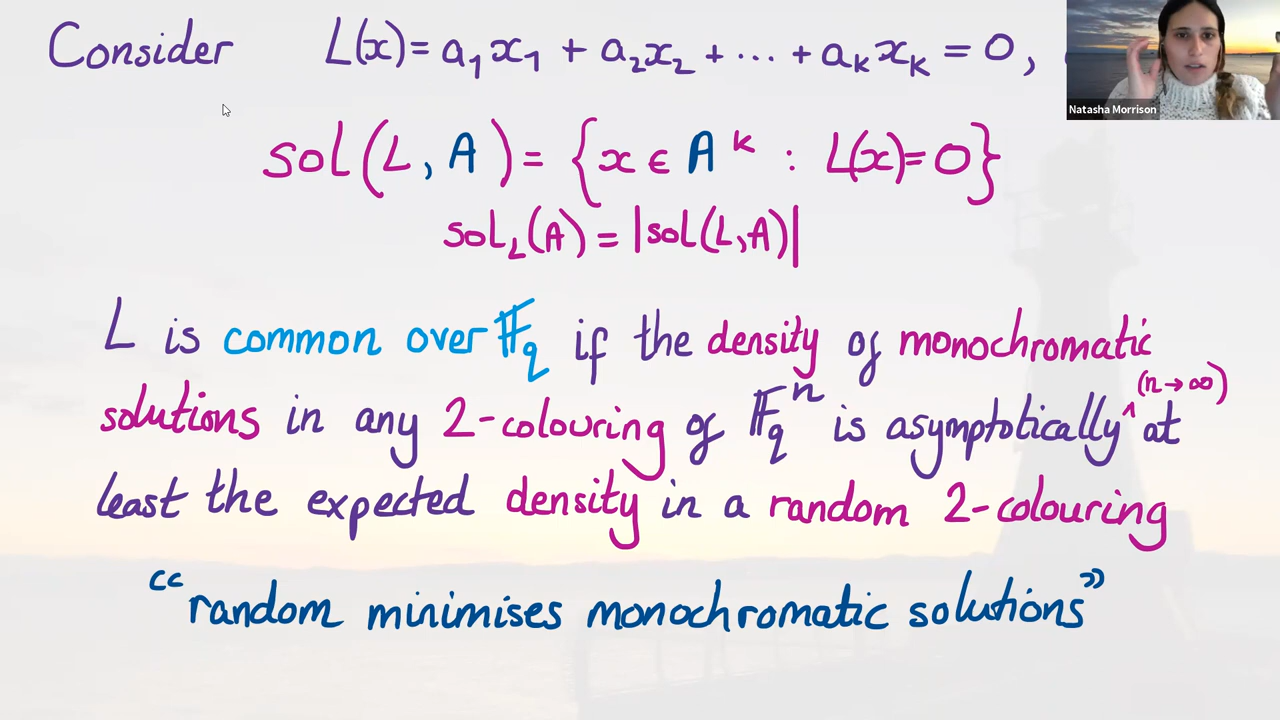 Consider L(x) = a₁x₁ + a₂x₂ + ... + aₖxₖ = 0,
Natasha Morrison
sol(L, A) = {x ∈ Aᵏ : L(x) = 0}
sol_L(A) = |sol(L,A)|
L is common over 𝔽_q if the density of monochromatic
(n → ∞)
solutions in any 2-colouring of 𝔽_qⁿ is asymptotically ^ at
least the expected density in a random 2-colouring
"random minimises monochromatic solutions"